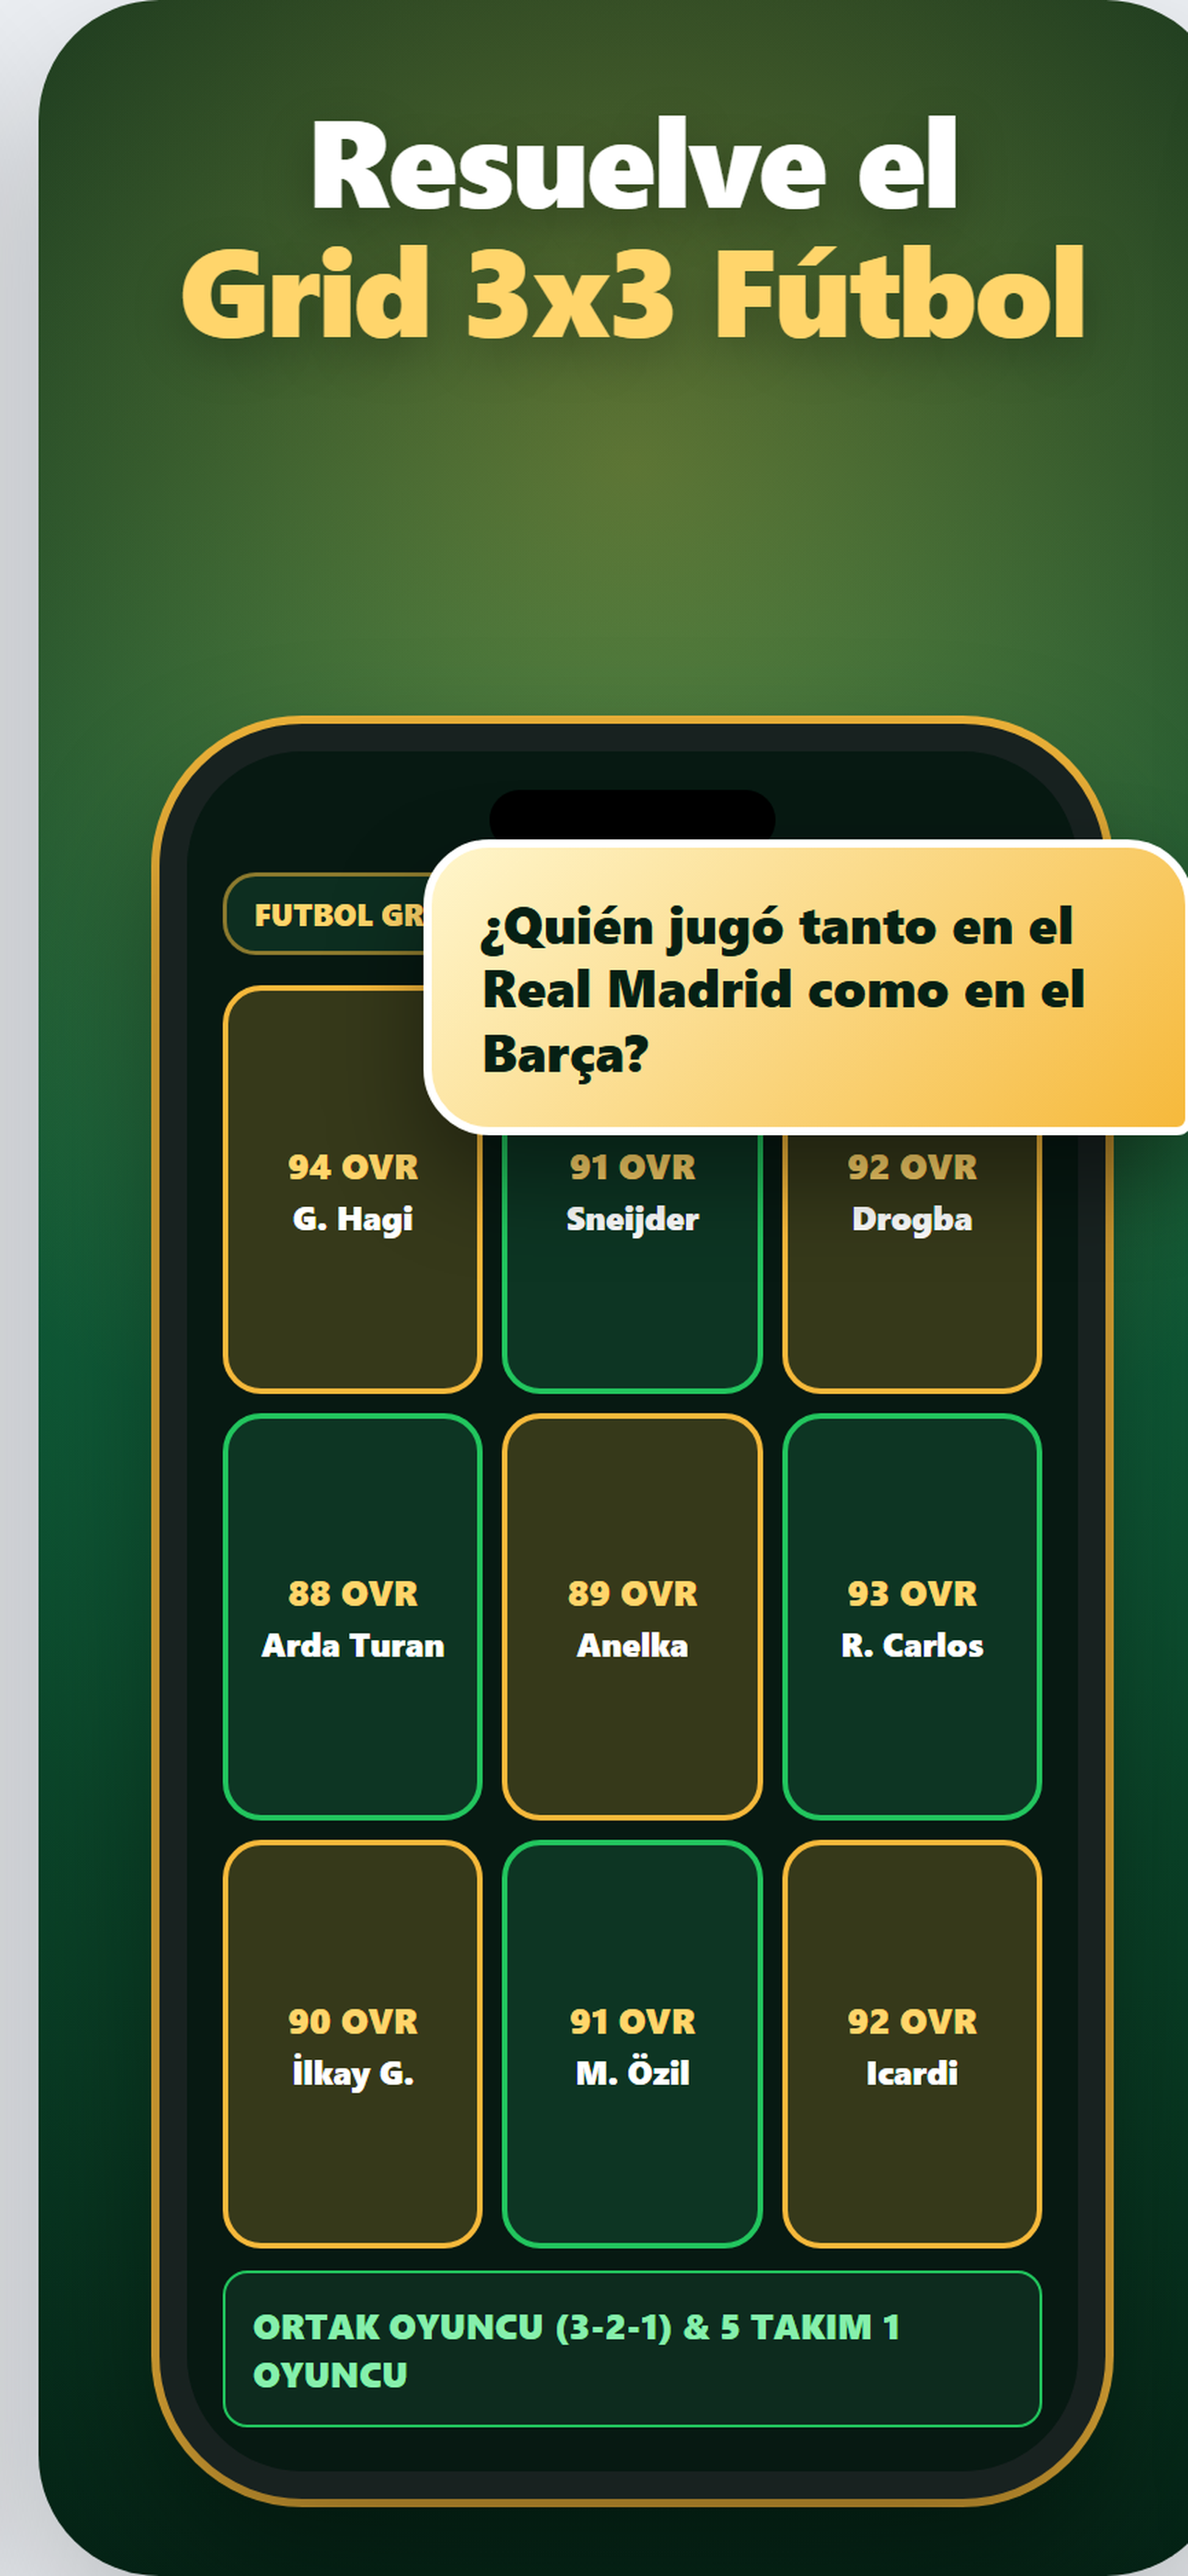 Resuelve el
Grid 3x3 Fútbol
FUTBOL GR
¿Quién jugó tanto en el
Real Madrid como en el
Barça?
94 OVR
G. Hagi
91 OVR
Sneijder
92 OVR
Drogba
88 OVR
Arda Turan
89 OVR
Anelka
93 OVR
R. Carlos
90 OVR
İlkay G.
91 OVR
M. Özil
92 OVR
Icardi
ORTAK OYUNCU (3-2-1) & 5 TAKIM 1
OYUNCU